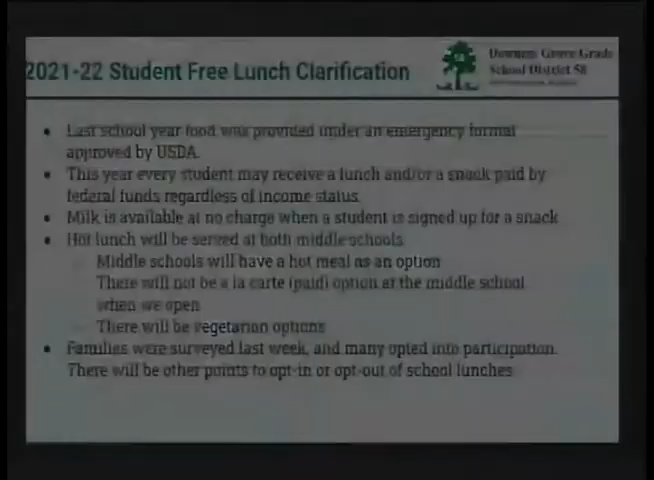 2021-22 Student Free Lunch Clarification
Downers Grove Grade
School District 58
• Last school year food was provided under an emergency format
approved by USDA.
• This year every student may receive a lunch and/or a snack paid by
federal funds regardless of income status.
• Milk is available at no charge when a student is signed up for a snack
• Hot lunch will be served at both middle schools
Middle schools will have a hot meal as an option
There will not be a la carte (paid) option at the middle school
when we open
There will be vegetarian options
• Families were surveyed last week, and many opted into participation.
There will be other points to opt-in or opt-out of school lunches